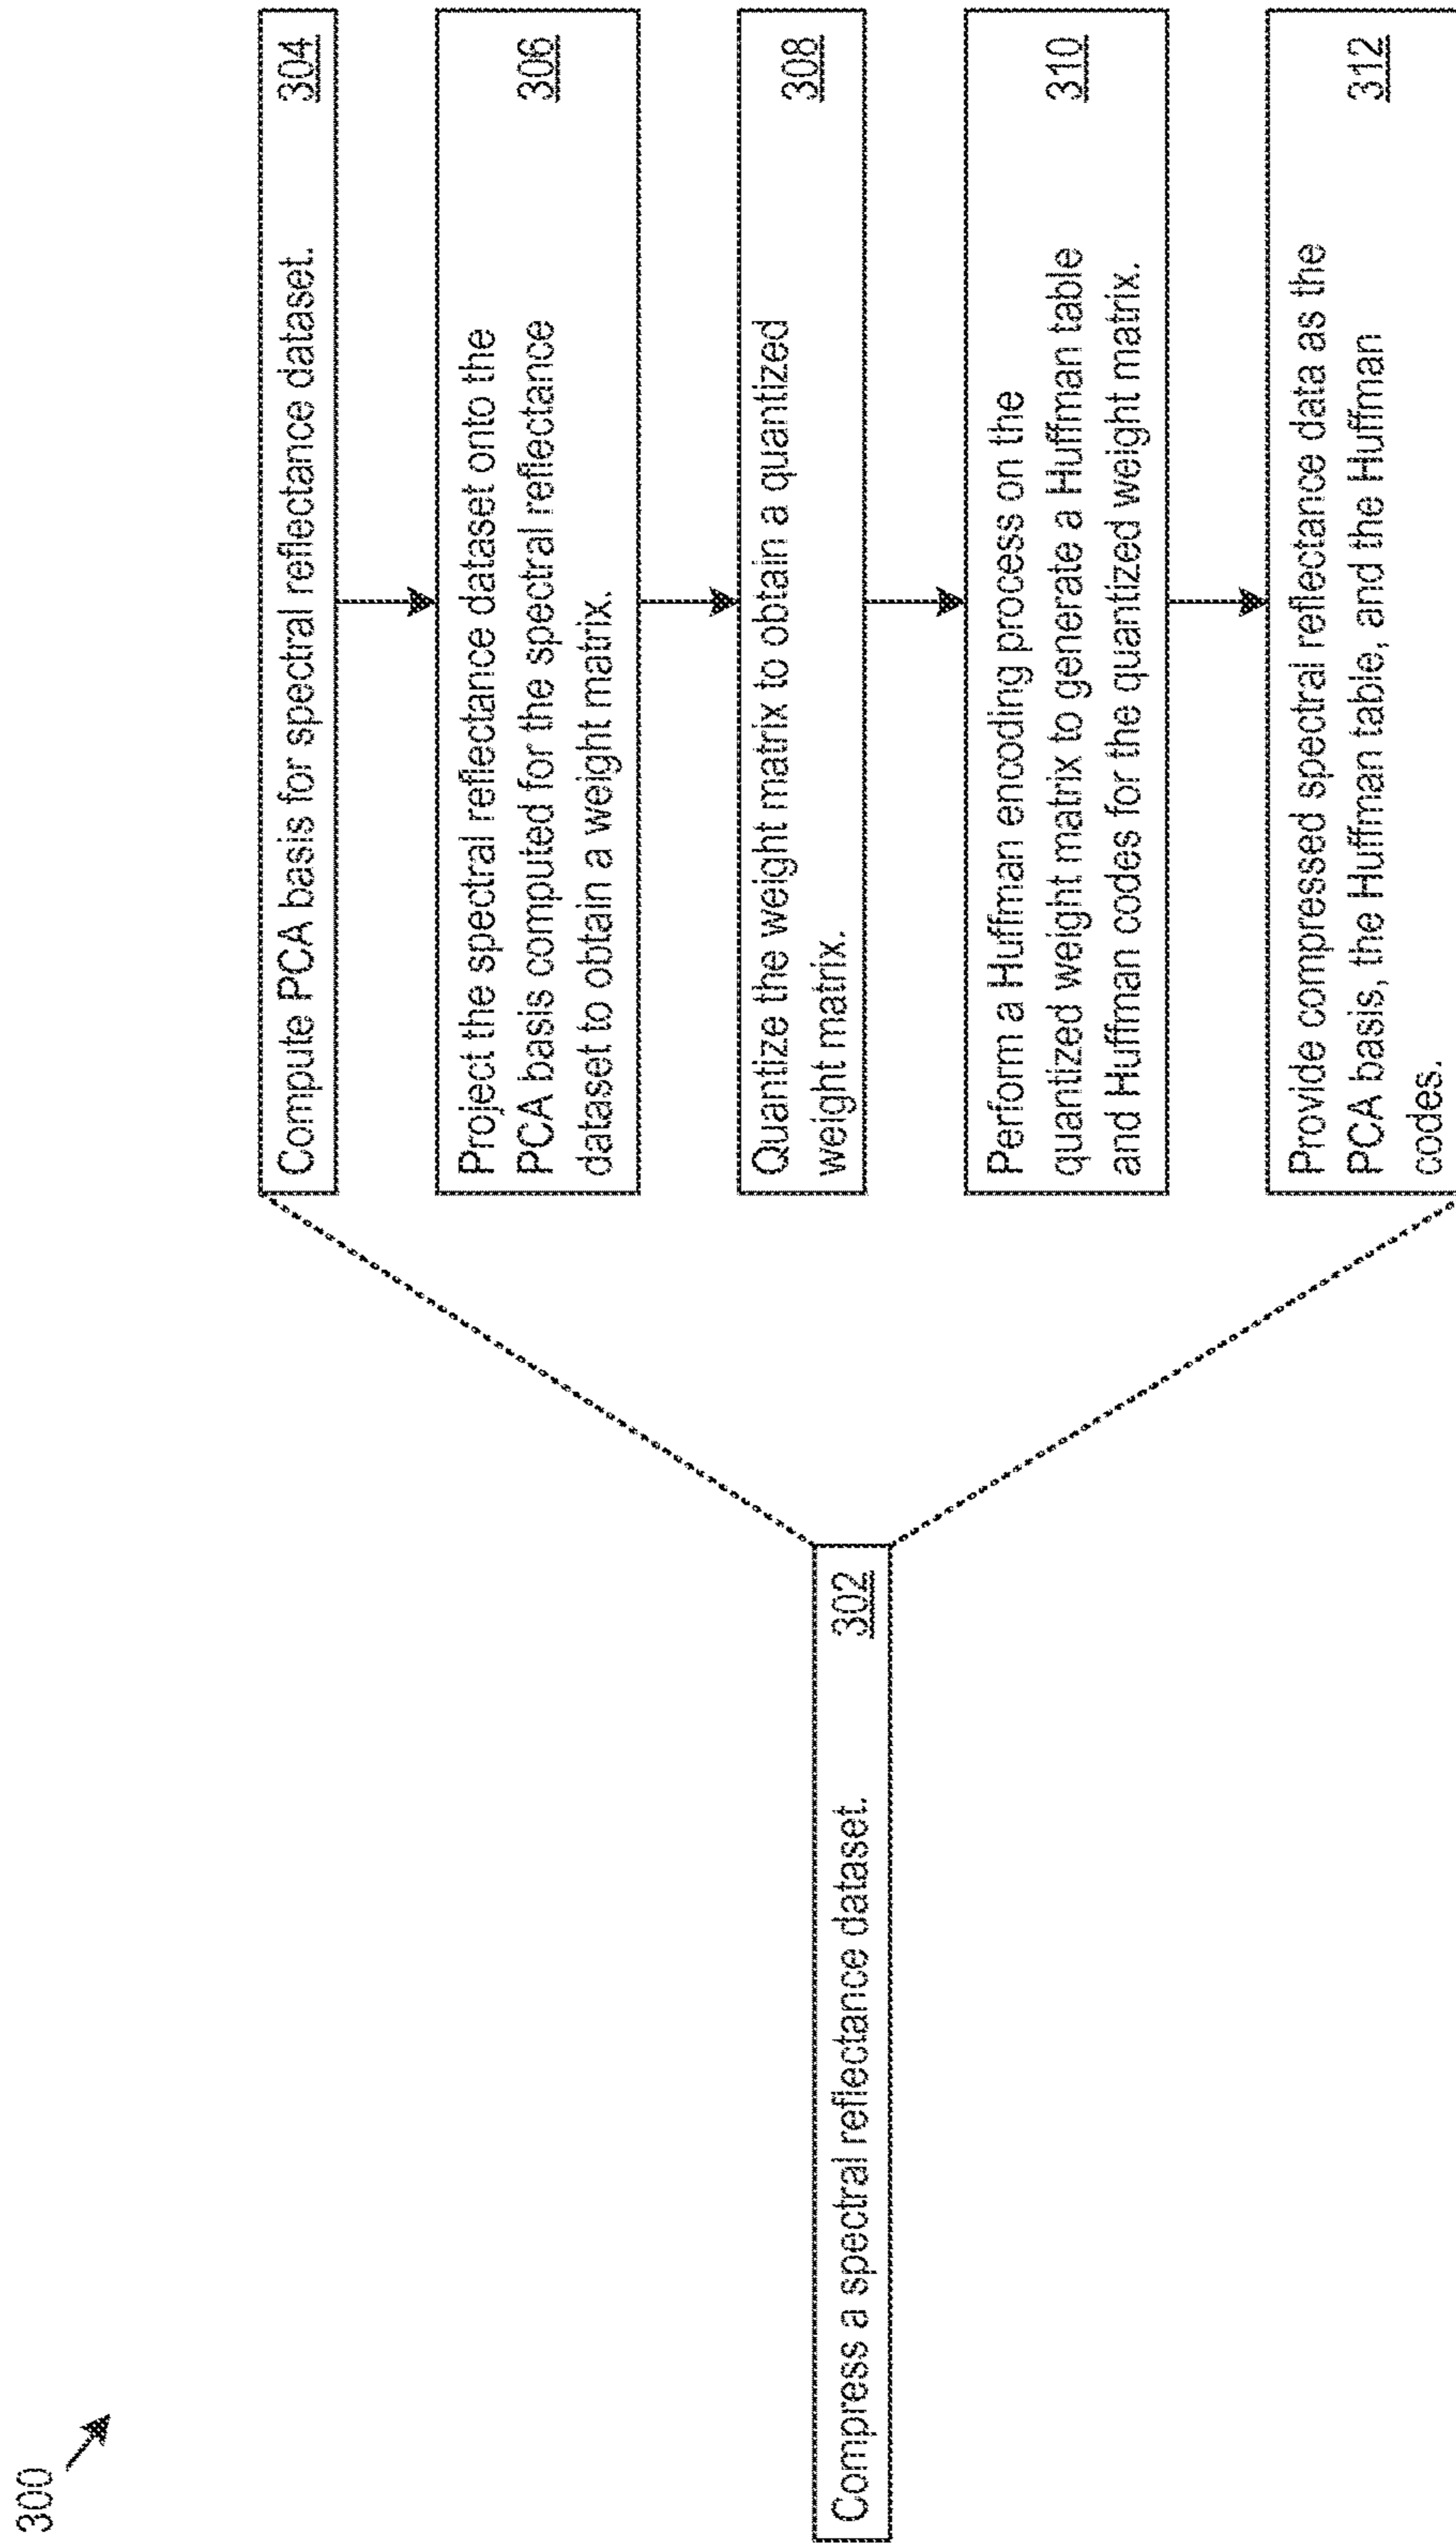 300
Compress a spectral reflectance dataset. 302
Compute PCA basis for spectral reflectance dataset. 304
Project the spectral reflectance dataset onto the
PCA basis computed for the spectral reflectance 306
dataset to obtain a weight matrix.
Quantize the weight matrix to obtain a quantized
weight matrix. 308
Perform a Huffman encoding process on the
quantized weight matrix to generate a Huffman table 310
and Huffman codes for the quantized weight matrix.
Provide compressed spectral reflectance data as the
PCA basis, the Huffman table, and the Huffman 312
codes.